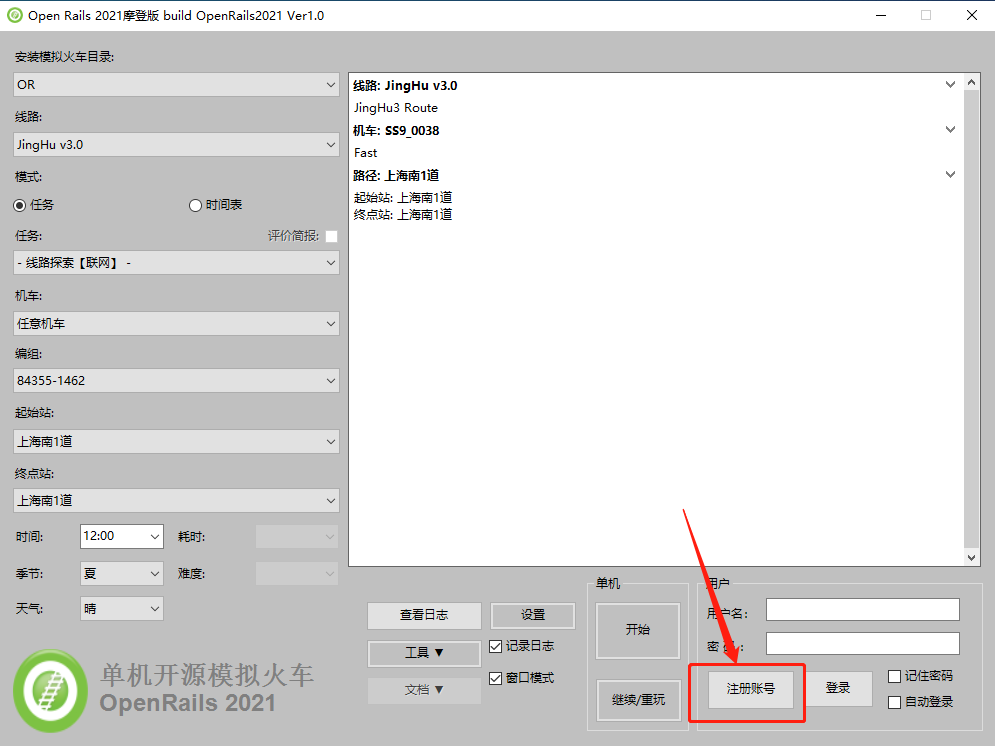 Open Rails 2021摩登版 build OpenRails2021 Ver1.0
安装模拟火车目录:
OR
线路:
JingHu v3.0
模式:
任务
时间表
任务:
评价简报:
- 线路探索【联网】 -
机车:
任意机车
编组:
84355-1462
起始站:
上海南1道
终点站:
上海南1道
时间:
12:00
耗时:
季节:
夏
难度:
天气:
晴
单机开源模拟火车
OpenRails 2021
线路: JingHu v3.0
JingHu3 Route
机车: SS9_0038
Fast
路径: 上海南1道
起始站: 上海南1道
终点站: 上海南1道
查看日志
设置
工具 ▼
记录日志
文档 ▼
窗口模式
单机
开始
继续/重玩
用户
用户名:
密 码:
注册账号
登录
记住密码
自动登录